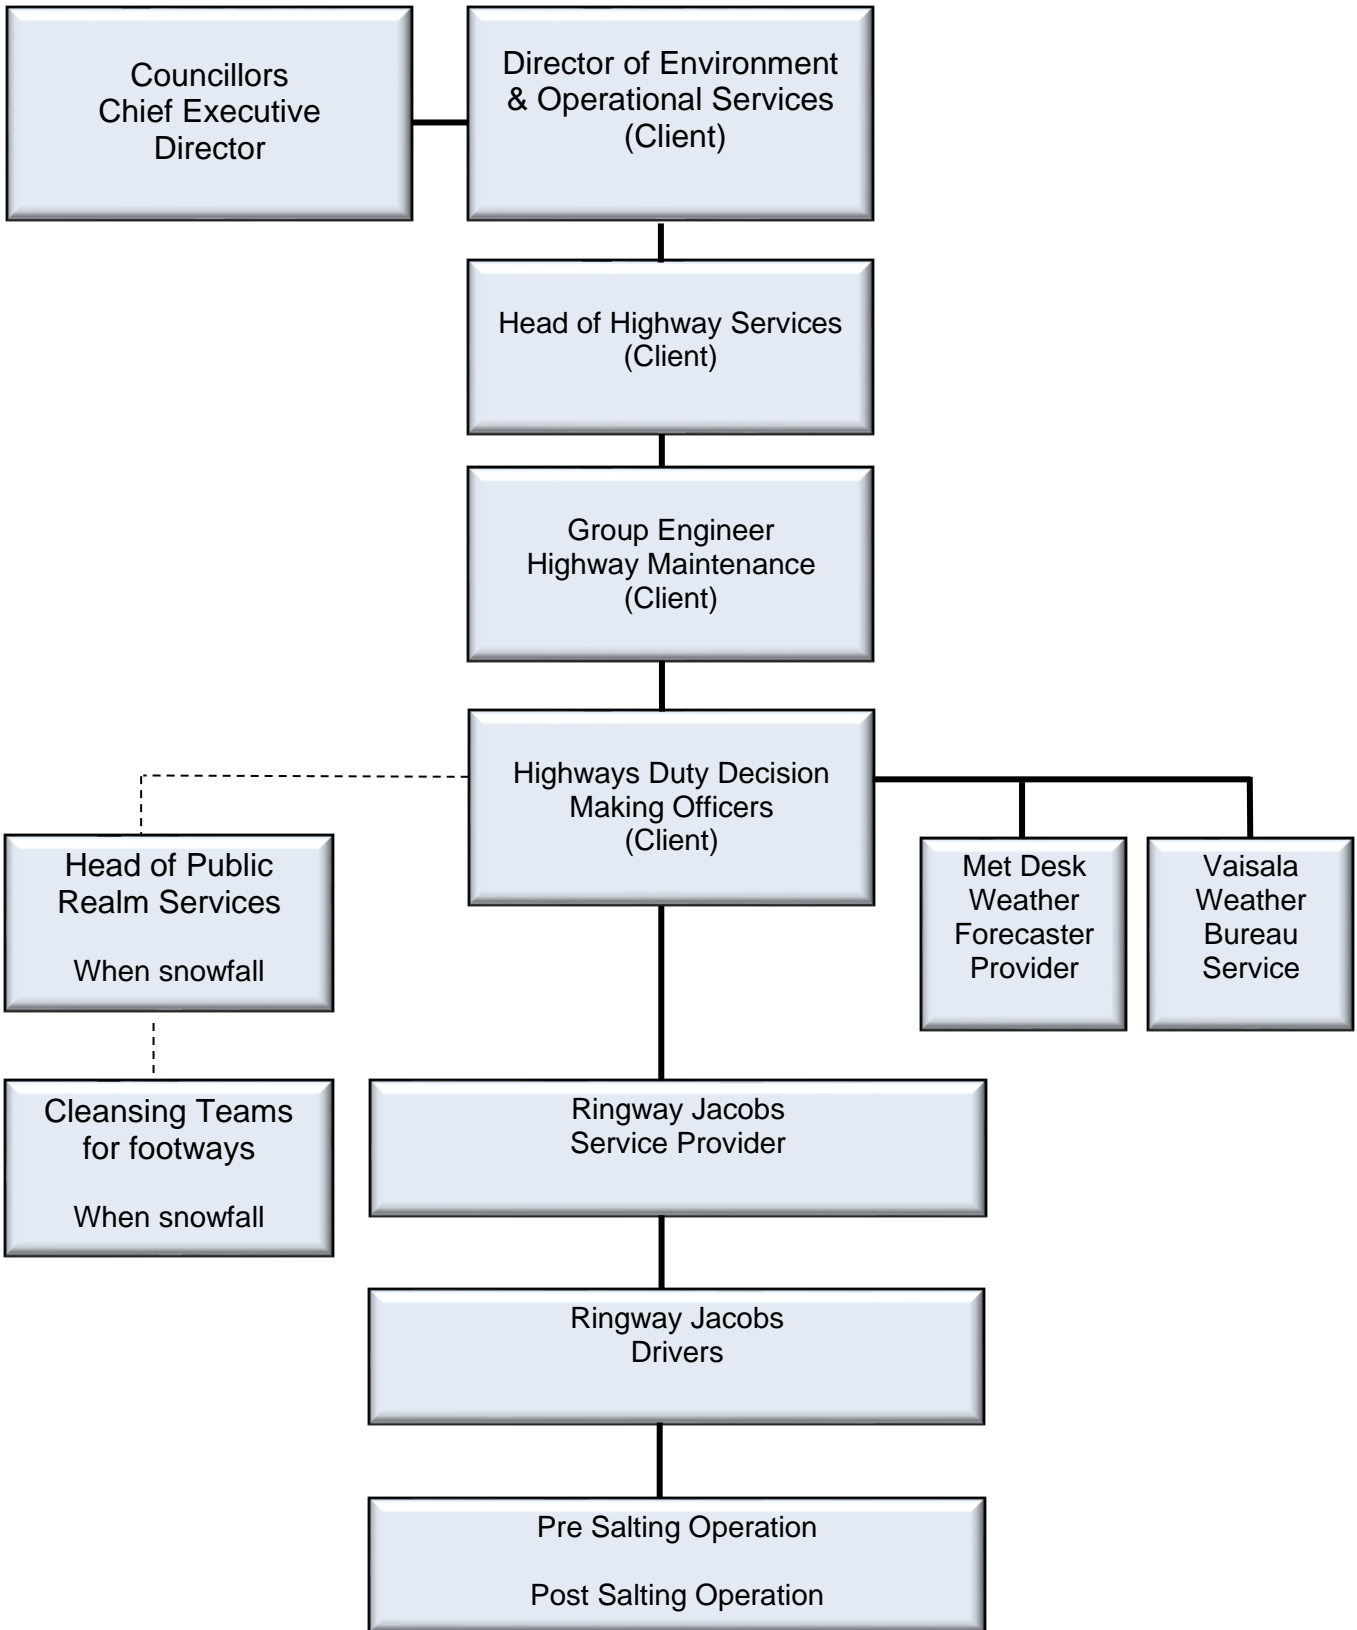 Councillors
Chief Executive
Director
Director of Environment
& Operational Services
(Client)
Head of Highway Services
(Client)
Group Engineer
Highway Maintenance
(Client)
Highways Duty Decision
Making Officers
(Client)
Head of Public
Realm Services
When snowfall
Met Desk
Weather
Forecaster
Provider
Vaisala
Weather
Bureau
Service
Cleansing Teams
for footways
When snowfall
Ringway Jacobs
Service Provider
Ringway Jacobs
Drivers
Pre Salting Operation
Post Salting Operation